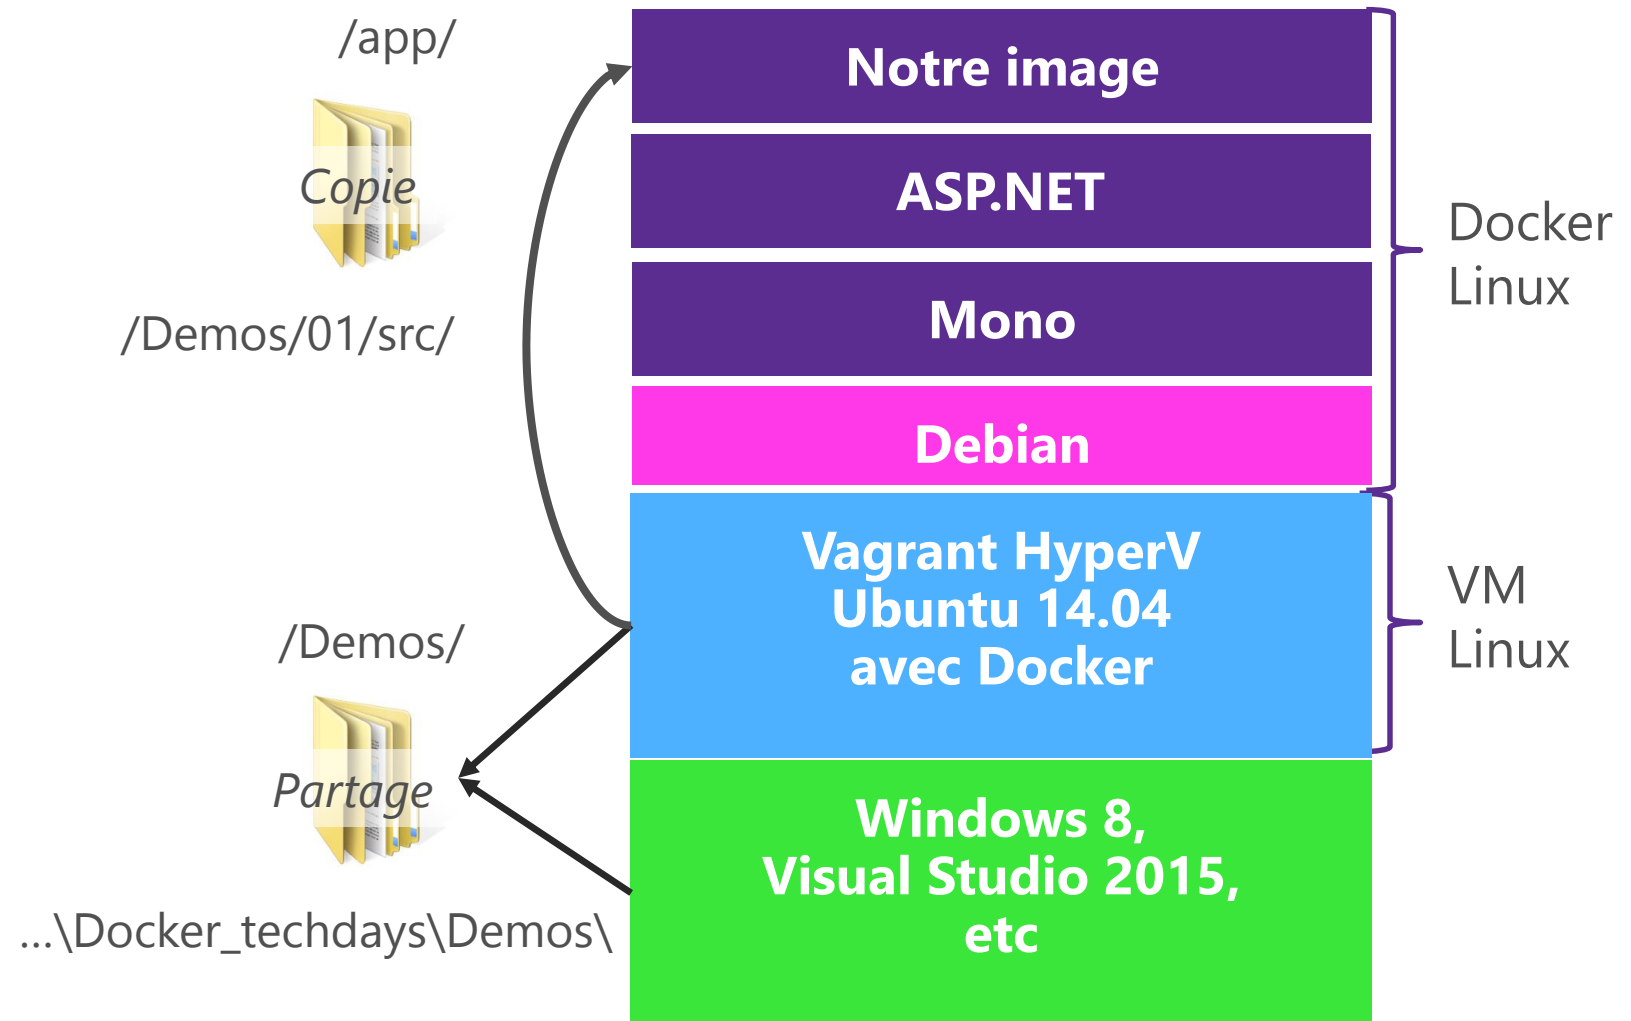 /app/
Copie
/Demos/01/src/
/Demos/
Partage
...\Docker_techdays\Demos\
Notre image
ASP.NET
Mono
Debian
Vagrant HyperV
Ubuntu 14.04
avec Docker
Windows 8,
Visual Studio 2015,
etc
Docker
Linux
VM
Linux